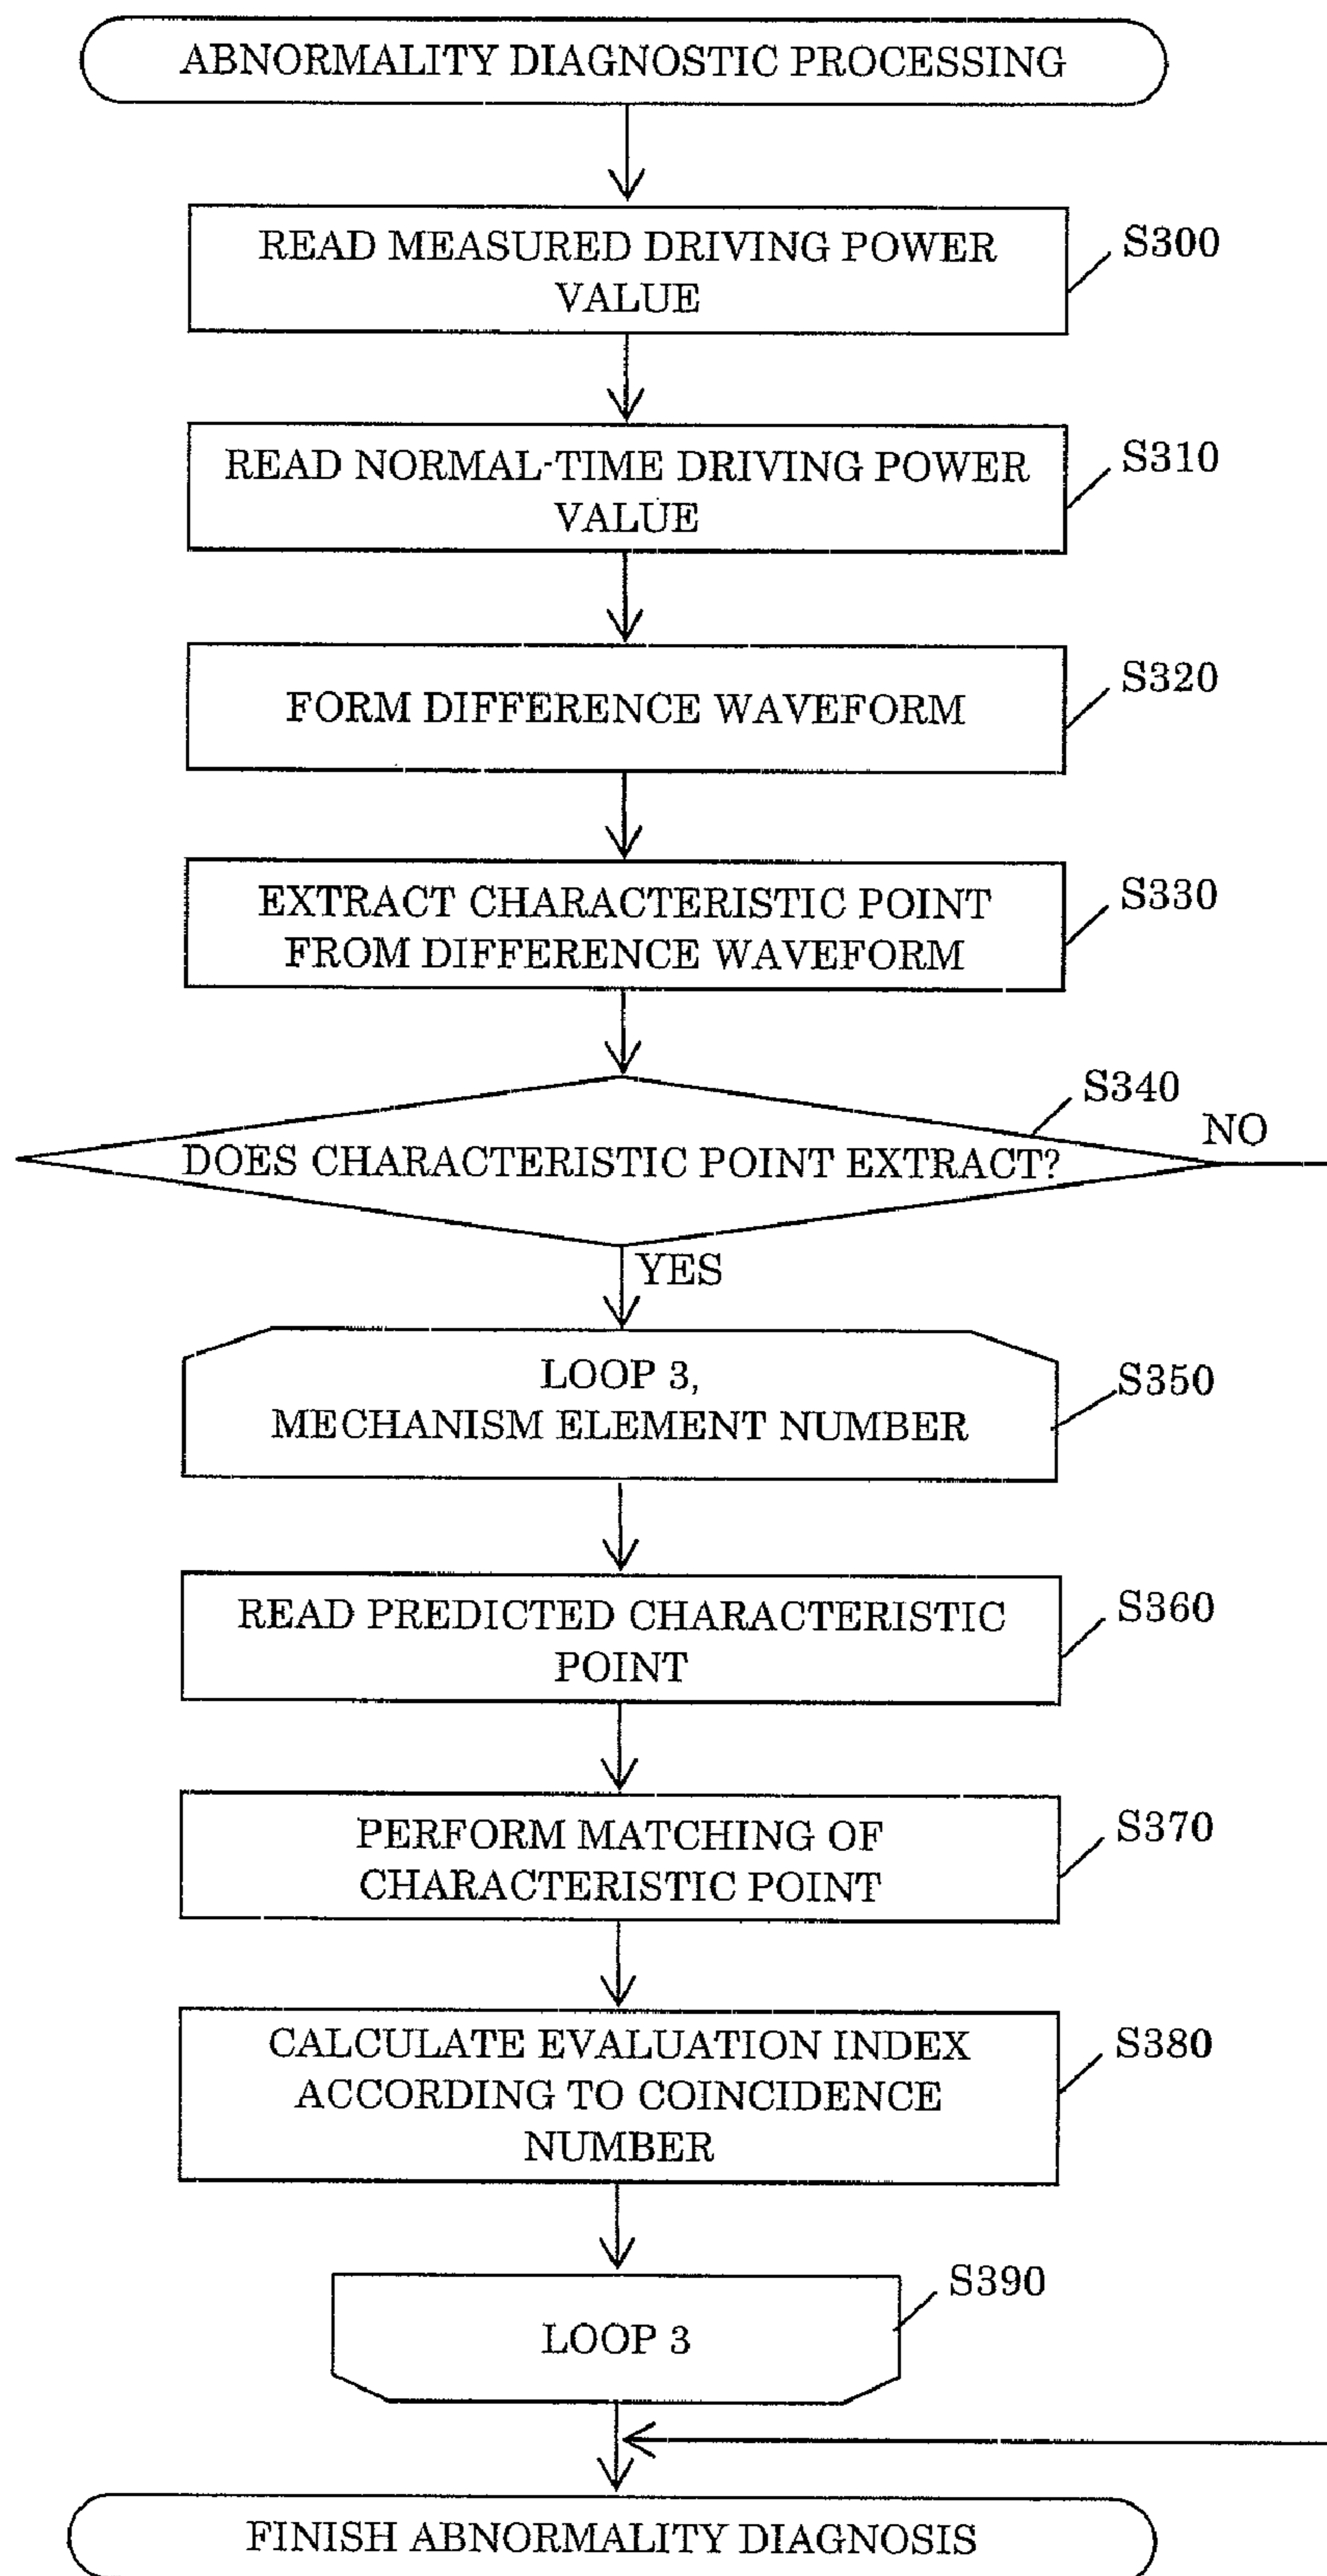 ABNORMALITY DIAGNOSTIC PROCESSING
READ MEASURED DRIVING POWER
VALUE
S300
READ NORMAL-TIME DRIVING POWER
VALUE
S310
FORM DIFFERENCE WAVEFORM
S320
EXTRACT CHARACTERISTIC POINT
FROM DIFFERENCE WAVEFORM
S330
S340
NO
DOES CHARACTERISTIC POINT EXTRACT?
YES
LOOP 3,
MECHANISM ELEMENT NUMBER
S350
READ PREDICTED CHARACTERISTIC
POINT
S360
PERFORM MATCHING OF
CHARACTERISTIC POINT
S370
CALCULATE EVALUATION INDEX
ACCORDING TO COINCIDENCE
NUMBER
S380
LOOP 3
S390
FINISH ABNORMALITY DIAGNOSIS